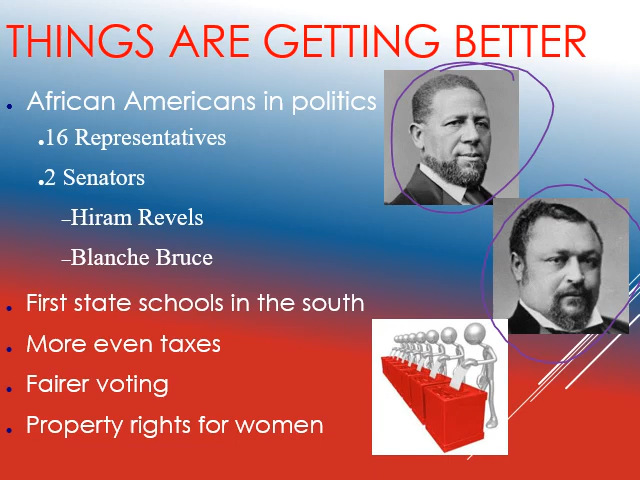 THINGS ARE GETTING BETTER
African Americans in politics
16 Representatives
2 Senators
–Hiram Revels
–Blanche Bruce
First state schools in the south
More even taxes
Fairer voting
Property rights for women